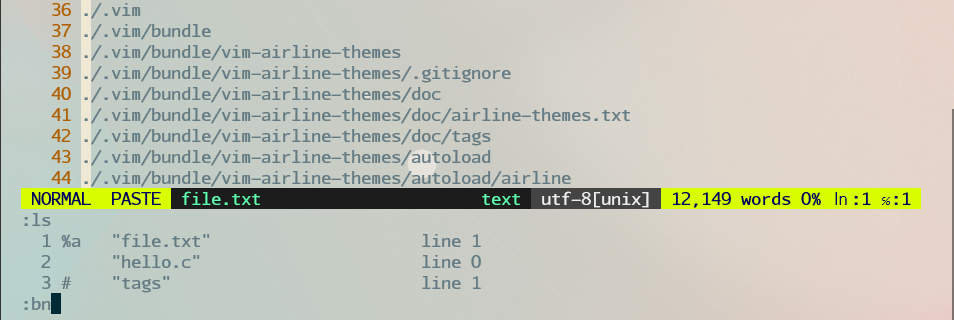 36 ./.vim
37 ./.vim/bundle
38 ./.vim/bundle/vim-airline-themes
39 ./.vim/bundle/vim-airline-themes/.gitignore
40 ./.vim/bundle/vim-airline-themes/doc
41 ./.vim/bundle/vim-airline-themes/doc/airline-themes.txt
42 ./.vim/bundle/vim-airline-themes/doc/tags
43 ./.vim/bundle/vim-airline-themes/autoload
44 ./.vim/bundle/vim-airline-themes/autoload/airline
NORMAL PASTE file.txt text utf-8[unix] 12,149 words 0% ln:1 ℅:1
:ls
1 %a "file.txt" line 1
2 "hello.c" line 0
3 # "tags" line 1
:bn